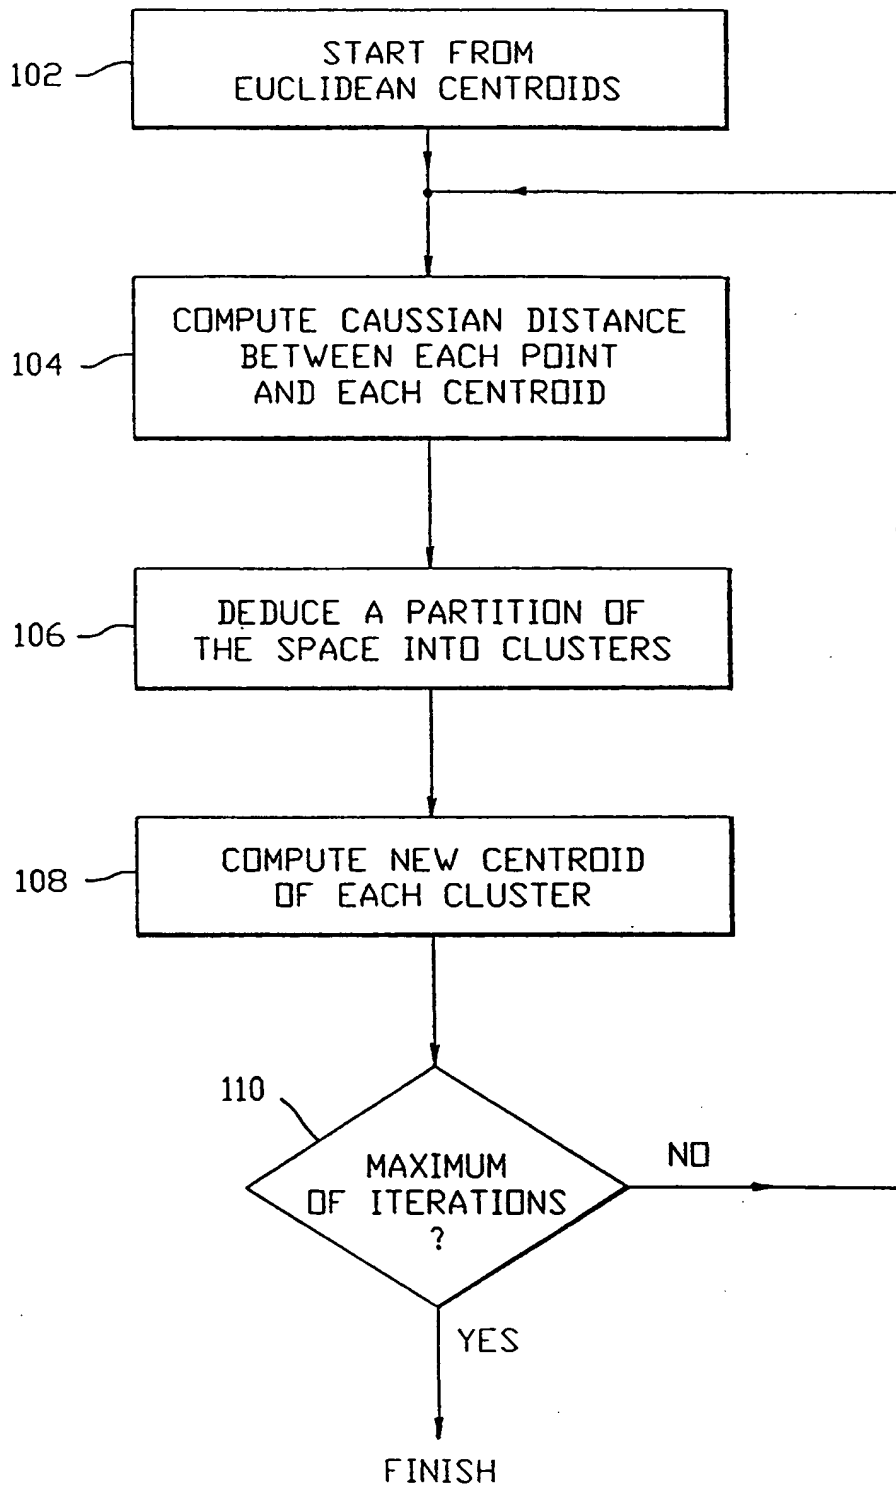 START FROM
102
EUCLIDEAN CENTROIDS
COMPUTE CAUSSIAN DISTANCE
BETWEEN EACH POINT
104
AND EACH CENTROID
DEDUCE A PARTITION OF
106
THE SPACE INTO CLUSTERS
COMPUTE NEW CENTROID
108
OF EACH CLUSTER
110
NO
MAXIMUM
OF ITERATIONS
?
YES
FINISH